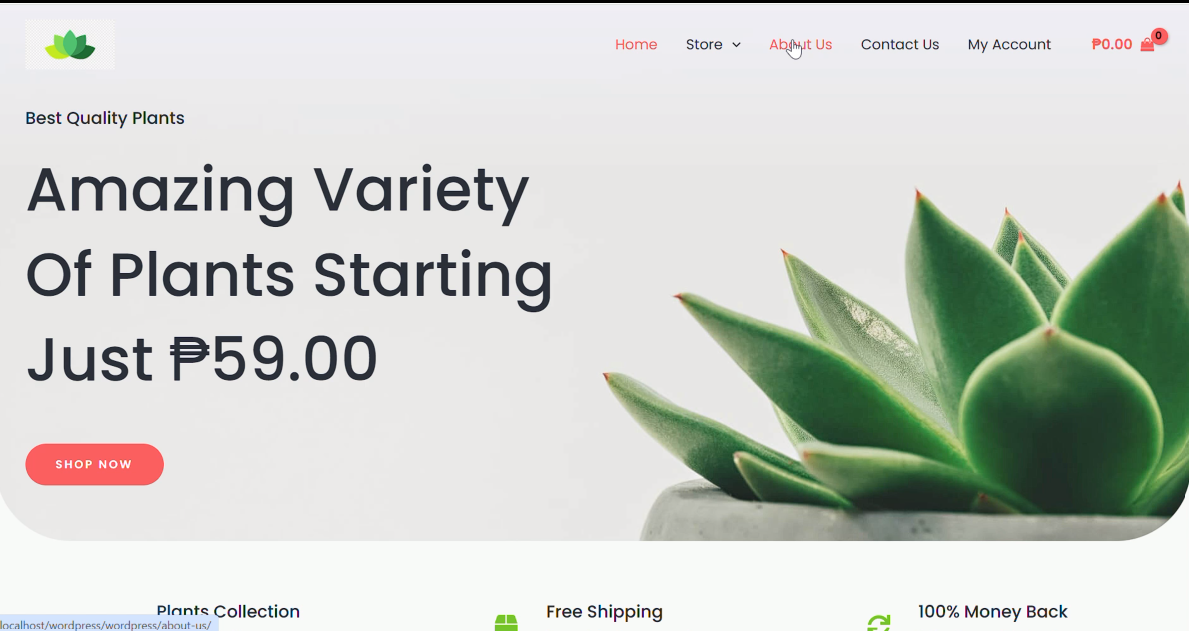 Home Store About Us Contact Us My Account ₱0.00 0
Best Quality Plants
Amazing Variety
Of Plants Starting
Just ₱59.00
SHOP NOW
Plants Collection Free Shipping 100% Money Back
localhost/wordpress/wordpress/about-us/